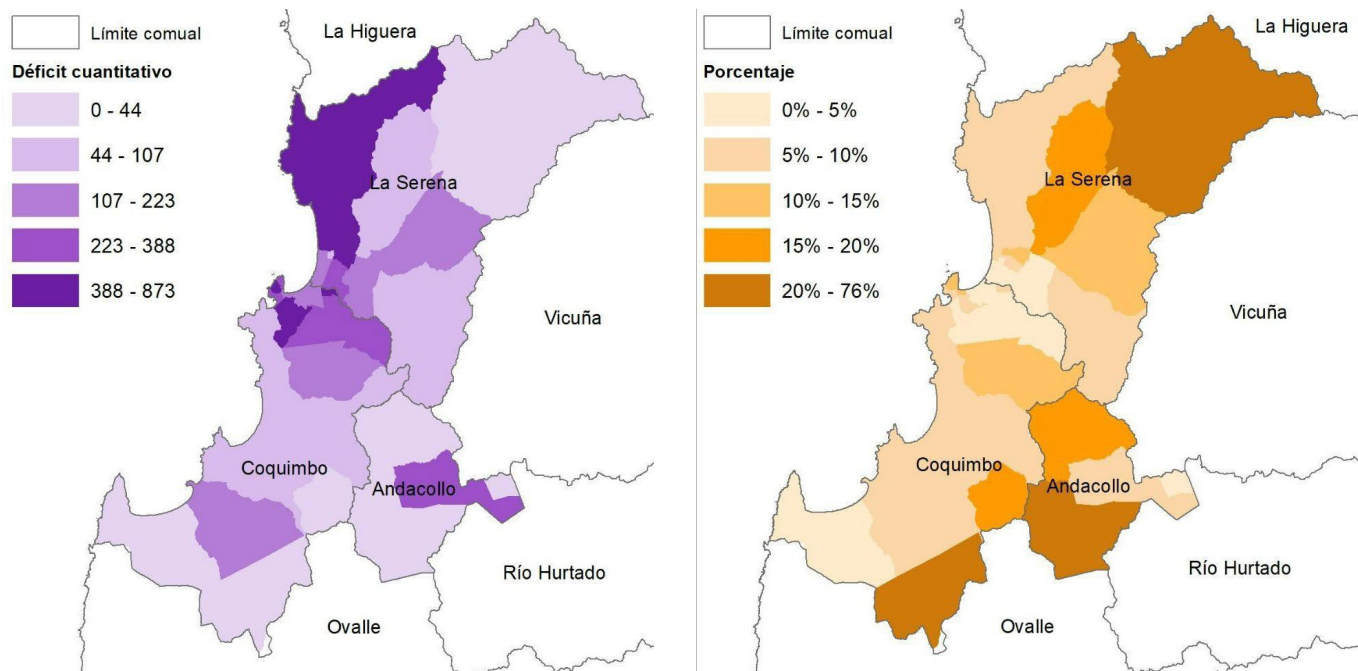 Límite comual
Déficit cuantitativo
0 - 44
44 - 107
107 - 223
223 - 388
388 - 873
La Higuera
La Serena
Vicuña
Coquimbo
Andacollo
Río Hurtado
Ovalle
Límite comual
Porcentaje
0% - 5%
5% - 10%
10% - 15%
15% - 20%
20% - 76%
La Higuera
La Serena
Vicuña
Coquimbo
Andacollo
Río Hurtado
Ovalle